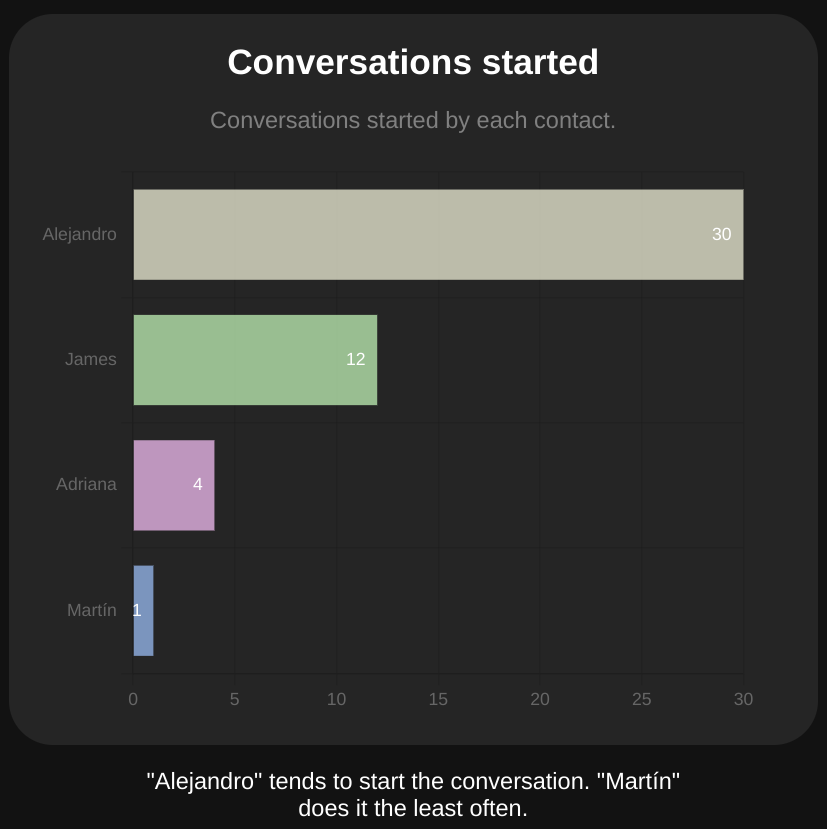 Conversations started
Conversations started by each contact.
Alejandro
30
James
12
Adriana
4
Martín
1
0 5 10 15 20 25 30
"Alejandro" tends to start the conversation. "Martín"
does it the least often.